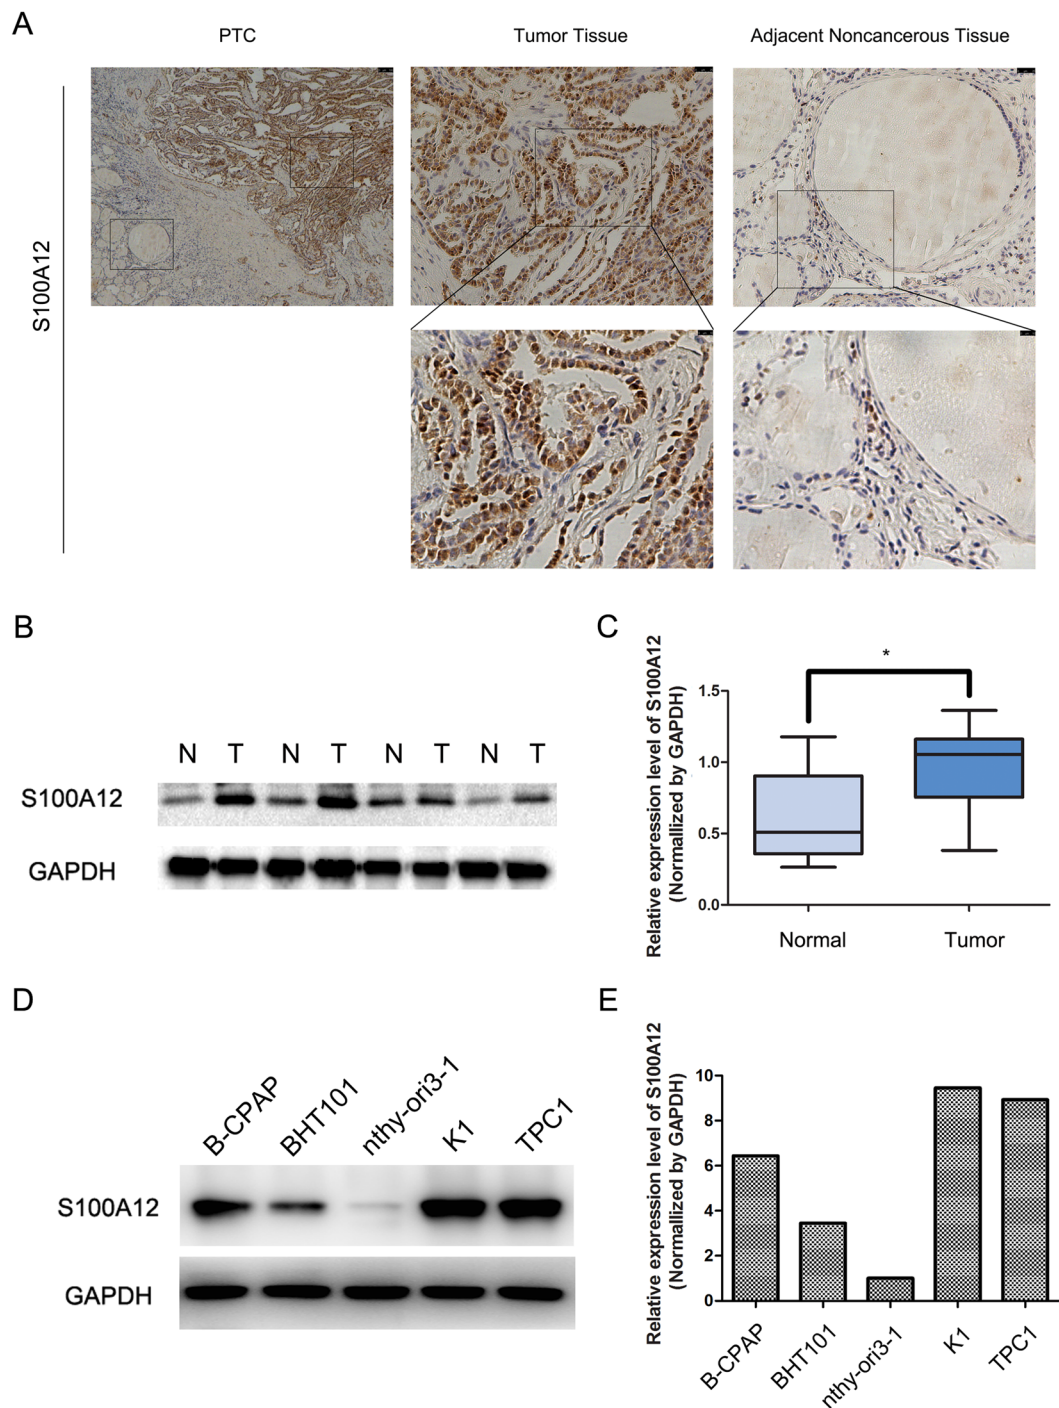 A
PTC
Tumor Tissue
Adjacent Noncancerous Tissue
S100A12
B
N T N T N T N T
S100A12
GAPDH
C
Relative expression level of S100A12
(Normallized by GAPDH)
*
1.5
1.0
0.5
0.0
Normal
Tumor
D
B-CPAP
BHT101
nthy-ori3-1
K1
TPC1
S100A12
GAPDH
E
Relative expression level of S100A12
(Normallized by GAPDH)
10
8
6
4
2
0
B-CPAP
BHT101
nthy-ori3-1
K1
TPC1